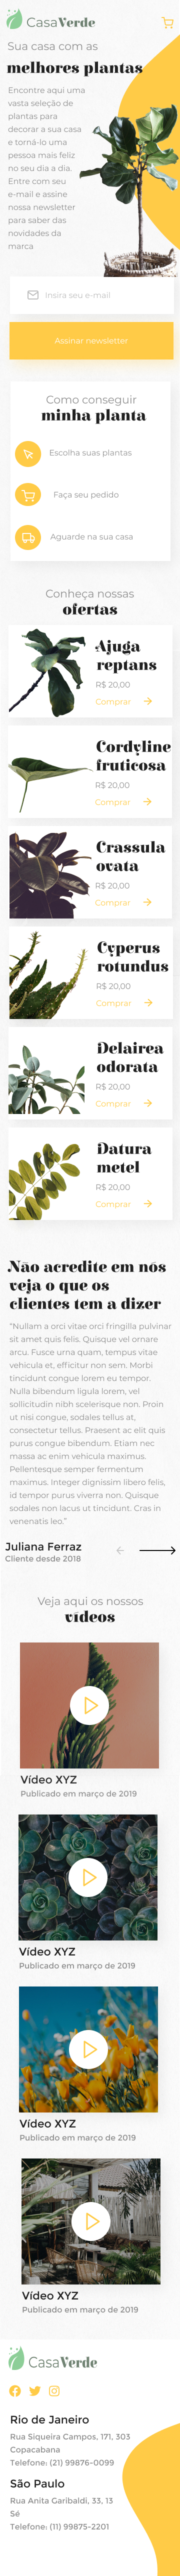 CasaVerde
Sua casa com as
melhores plantas
Encontre aqui uma
vasta seleção de
plantas para
decorar a sua casa
e torná-lo uma
pessoa mais feliz
no seu dia a dia.
Entre com seu
e-mail e assine
nossa newsletter
para saber das
novidades da
marca
Insira seu e-mail
Assinar newsletter
Como conseguir
minha planta
Escolha suas plantas
Faça seu pedido
Aguarde na sua casa
Conheça nossas
ofertas
Ajuga
reptans
R$ 20,00
Comprar
Cordyline
fruticosa
R$ 20,00
Comprar
Crassula
ovata
R$ 20,00
Comprar
Cyperus
rotundus
R$ 20,00
Comprar
Delairea
odorata
R$ 20,00
Comprar
Datura
metel
R$ 20,00
Comprar
Não acredite em nós
veja o que os
clientes tem a dizer
“Nullam a orci vitae orci fringilla pulvinar
sit amet quis felis. Quisque vel ornare
arcu. Fusce urna quam, tempus vitae
vehicula et, efficitur non sem. Morbi
tincidunt congue lorem eu tempor.
Nulla bibendum ligula lorem, vel
sollicitudin nibh scelerisque non. Proin
ut nisi congue, sodales tellus at,
consectetur tellus. Praesent ac elit quis
purus congue bibendum. Etiam nec
massa ac enim vehicula maximus.
Pellentesque semper fermentum
maximus. Integer dignissim libero felis,
id tempor purus viverra non. Quisque
sodales non lacus ut tincidunt. Cras in
venenatis leo.”
Juliana Ferraz
Cliente desde 2018
Veja aqui os nossos
vídeos
Vídeo XYZ
Publicado em março de 2019
Vídeo XYZ
Publicado em março de 2019
Vídeo XYZ
Publicado em março de 2019
Vídeo XYZ
Publicado em março de 2019
CasaVerde
Rio de Janeiro
Rua Siqueira Campos, 171, 303
Copacabana
Telefone: (21) 99876-0099
São Paulo
Rua Anita Garibaldi, 33, 13
Sé
Telefone: (11) 99875-2201